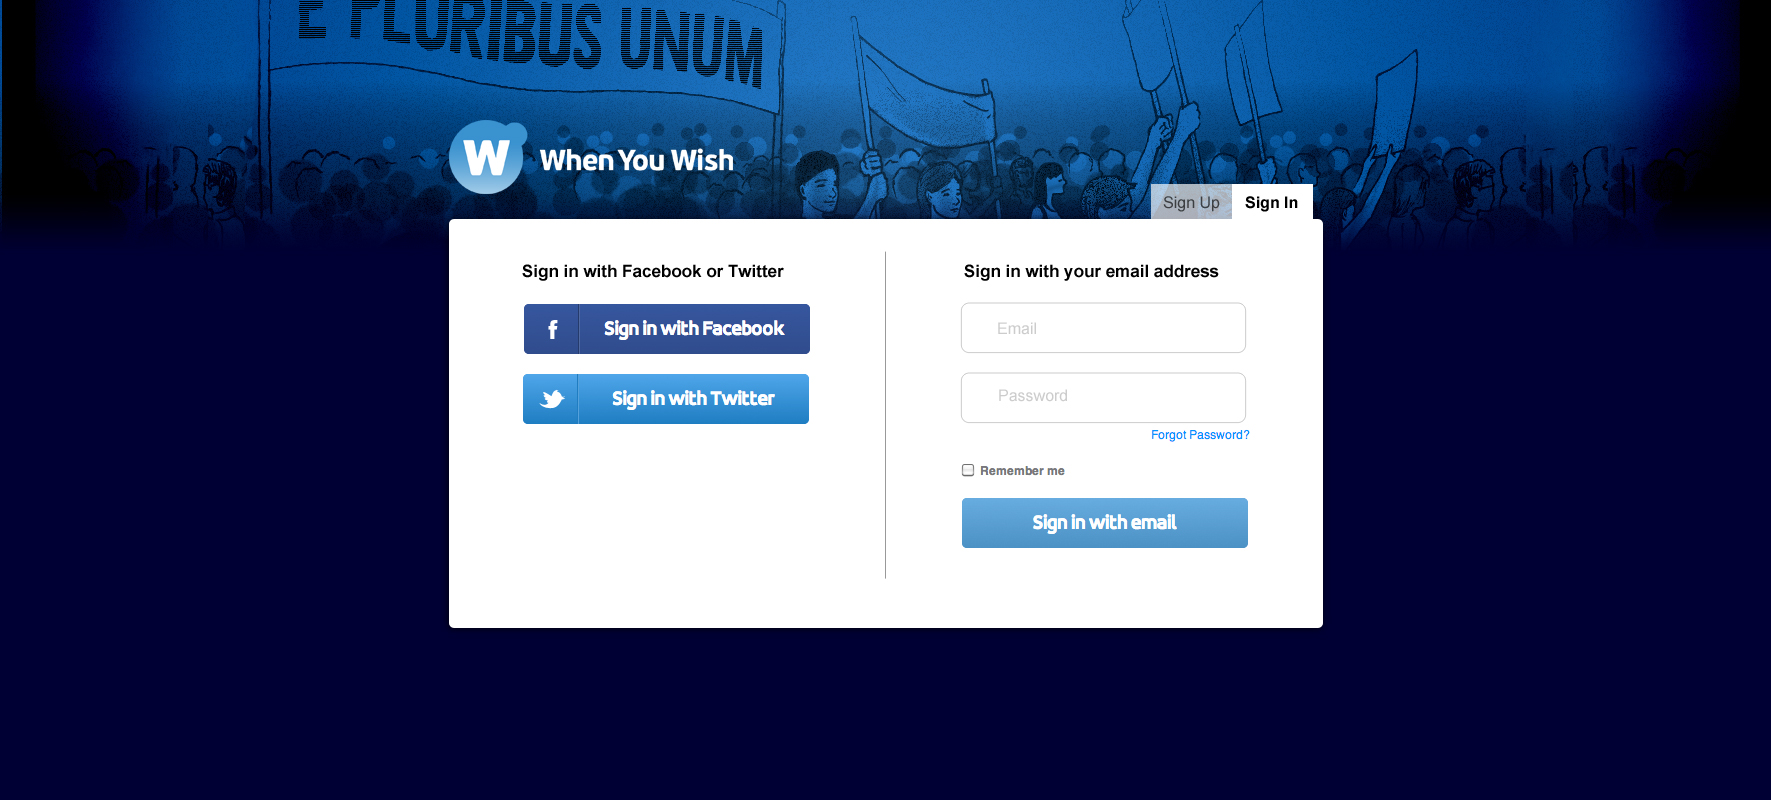 E PLURIBUS UNUM
W When You Wish
Sign Up Sign In
Sign in with Facebook or Twitter
f Sign in with Facebook
Sign in with Twitter
Sign in with your email address
Email
Password
Forgot Password?
Remember me
Sign in with email